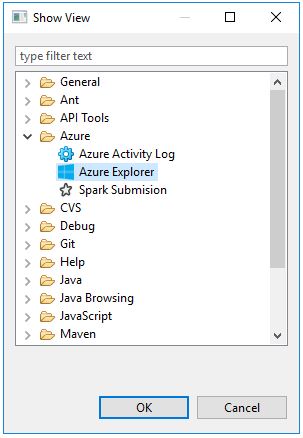 Show View
type filter text
General
Ant
API Tools
Azure
Azure Activity Log
Azure Explorer
Spark Submision
CVS
Debug
Git
Help
Java
Java Browsing
JavaScript
Maven
OK Cancel